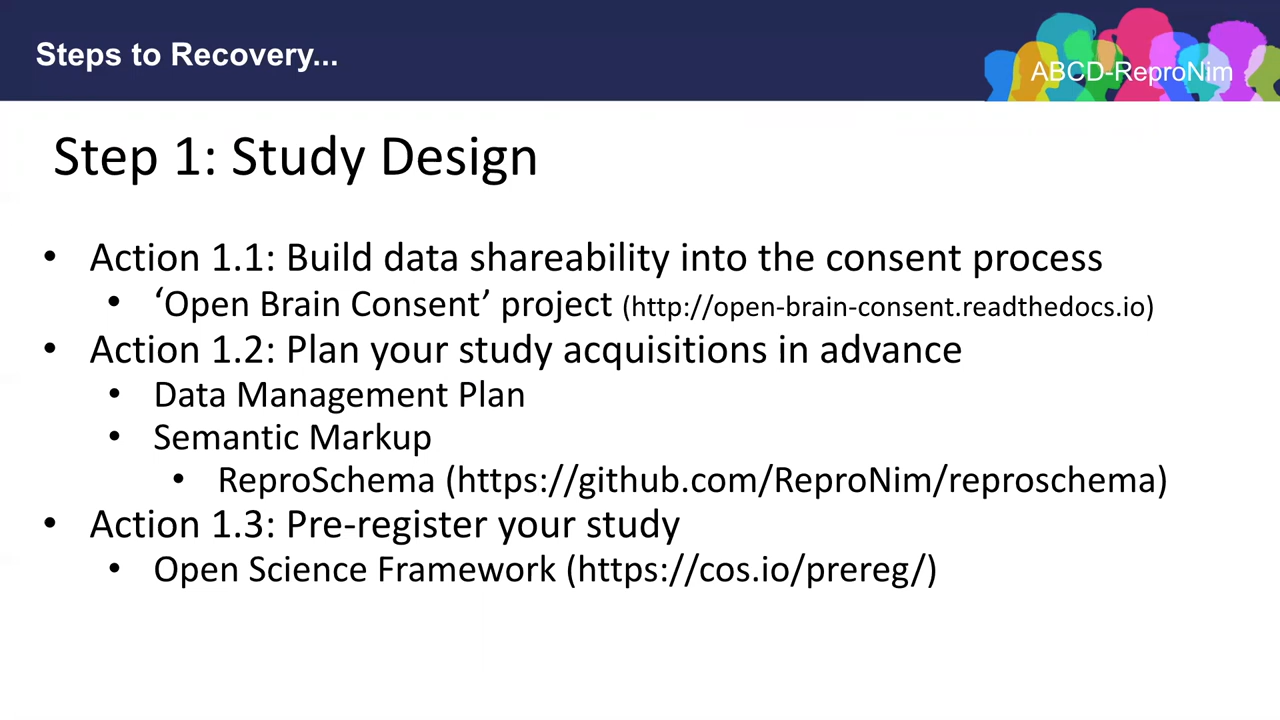 Steps to Recovery...
ABCD-ReproNim
Step 1: Study Design
• Action 1.1: Build data shareability into the consent process
• ‘Open Brain Consent’ project (http://open-brain-consent.readthedocs.io)
• Action 1.2: Plan your study acquisitions in advance
• Data Management Plan
• Semantic Markup
• ReproSchema (https://github.com/ReproNim/reproschema)
• Action 1.3: Pre-register your study
• Open Science Framework (https://cos.io/prereg/)